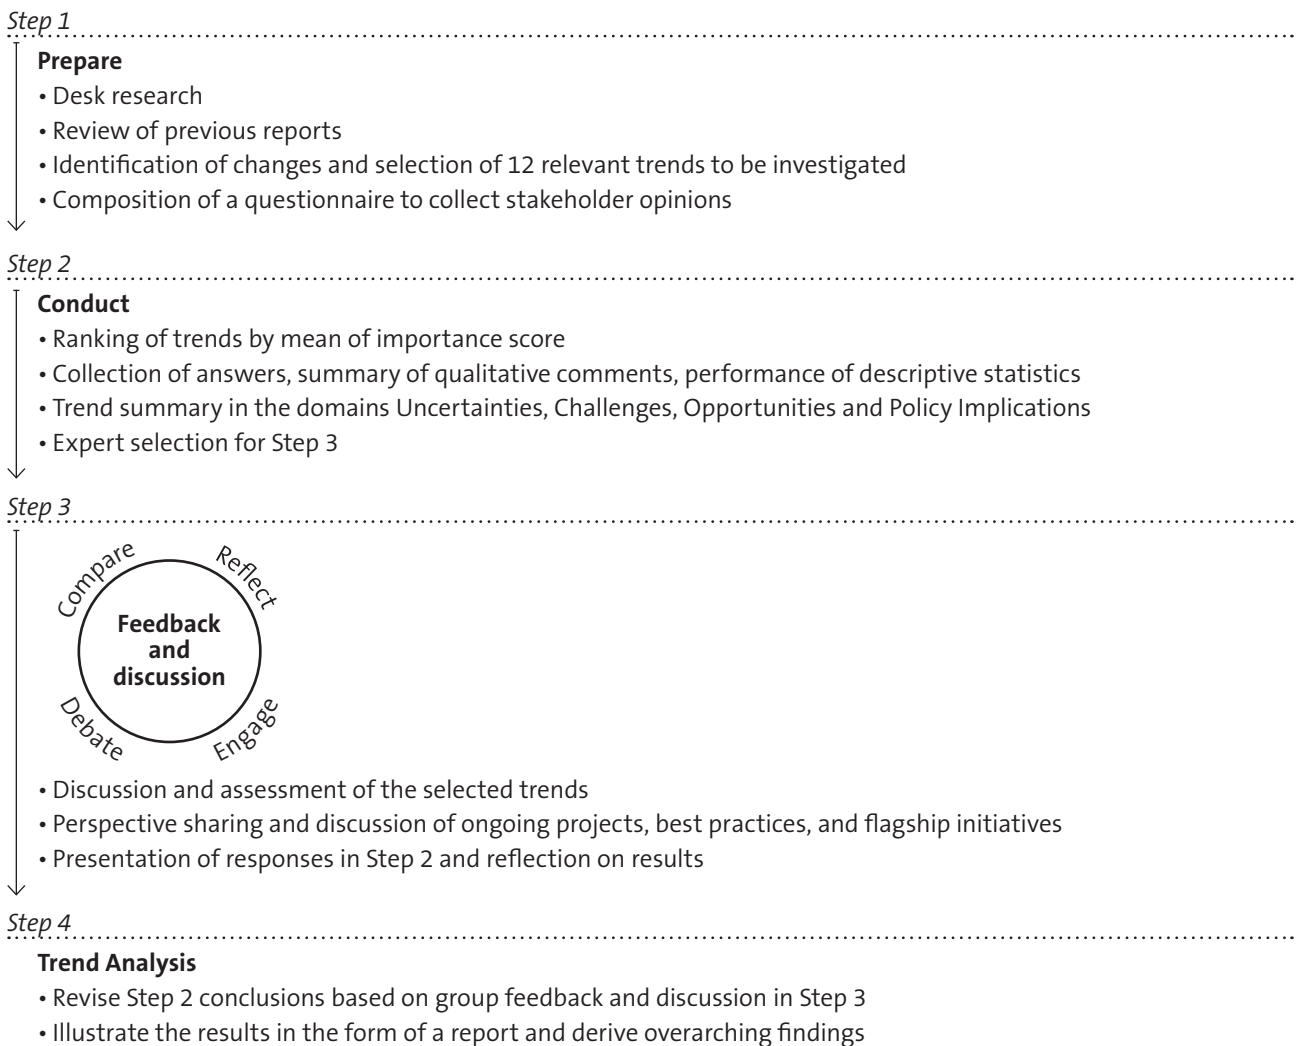 Step 1
Prepare
• Desk research
• Review of previous reports
• Identification of changes and selection of 12 relevant trends to be investigated
• Composition of a questionnaire to collect stakeholder opinions
Step 2
Conduct
• Ranking of trends by mean of importance score
• Collection of answers, summary of qualitative comments, performance of descriptive statistics
• Trend summary in the domains Uncertainties, Challenges, Opportunities and Policy Implications
• Expert selection for Step 3
Step 3
Compare
Reflect
Feedback
and
discussion
Debate
Engage
• Discussion and assessment of the selected trends
• Perspective sharing and discussion of ongoing projects, best practices, and flagship initiatives
• Presentation of responses in Step 2 and reflection on results
Step 4
Trend Analysis
• Revise Step 2 conclusions based on group feedback and discussion in Step 3
• Illustrate the results in the form of a report and derive overarching findings